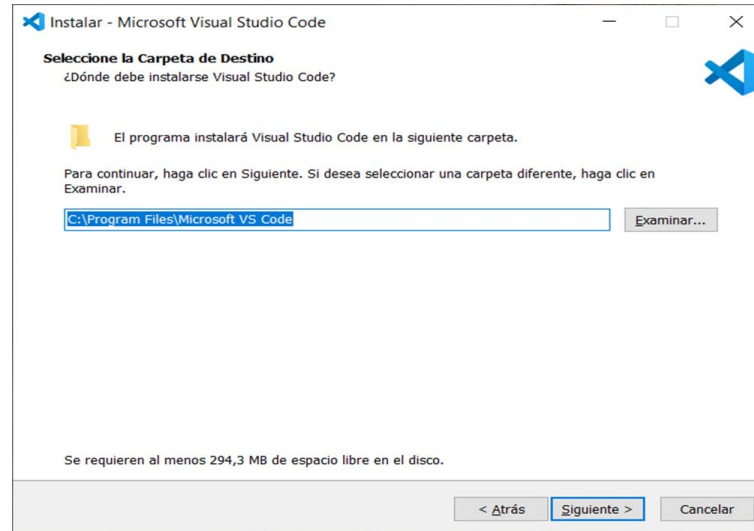 Instalar - Microsoft Visual Studio Code
Seleccione la Carpeta de Destino
¿Dónde debe instalarse Visual Studio Code?
El programa instalará Visual Studio Code en la siguiente carpeta.
Para continuar, haga clic en Siguiente. Si desea seleccionar una carpeta diferente, haga clic en
Examinar.
C:\Program Files\Microsoft VS Code
Examinar...
Se requieren al menos 294,3 MB de espacio libre en el disco.
< Atrás
Siguiente >
Cancelar